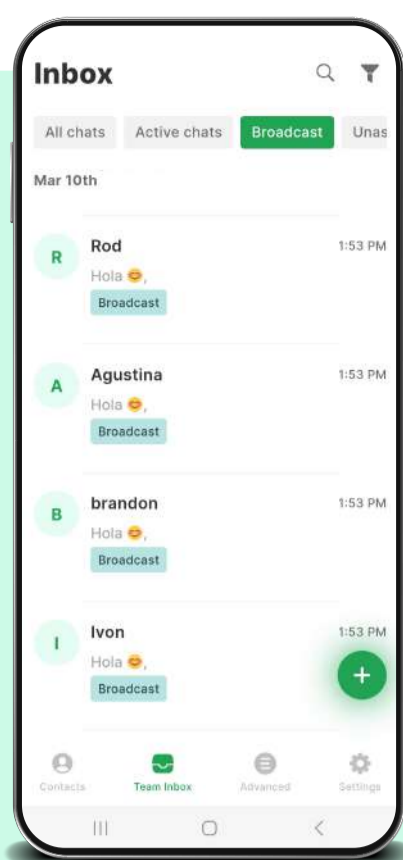 Inbox
All chats Active chats Broadcast Unas
Mar 10th
R Rod 1:53 PM
Hola 😊,
Broadcast
A Agustina 1:53 PM
Hola 😊,
Broadcast
B brandon 1:53 PM
Hola 😊,
Broadcast
I Ivon 1:53 PM
Hola 😊,
Broadcast
+
Contacts Team Inbox Advanced Settings